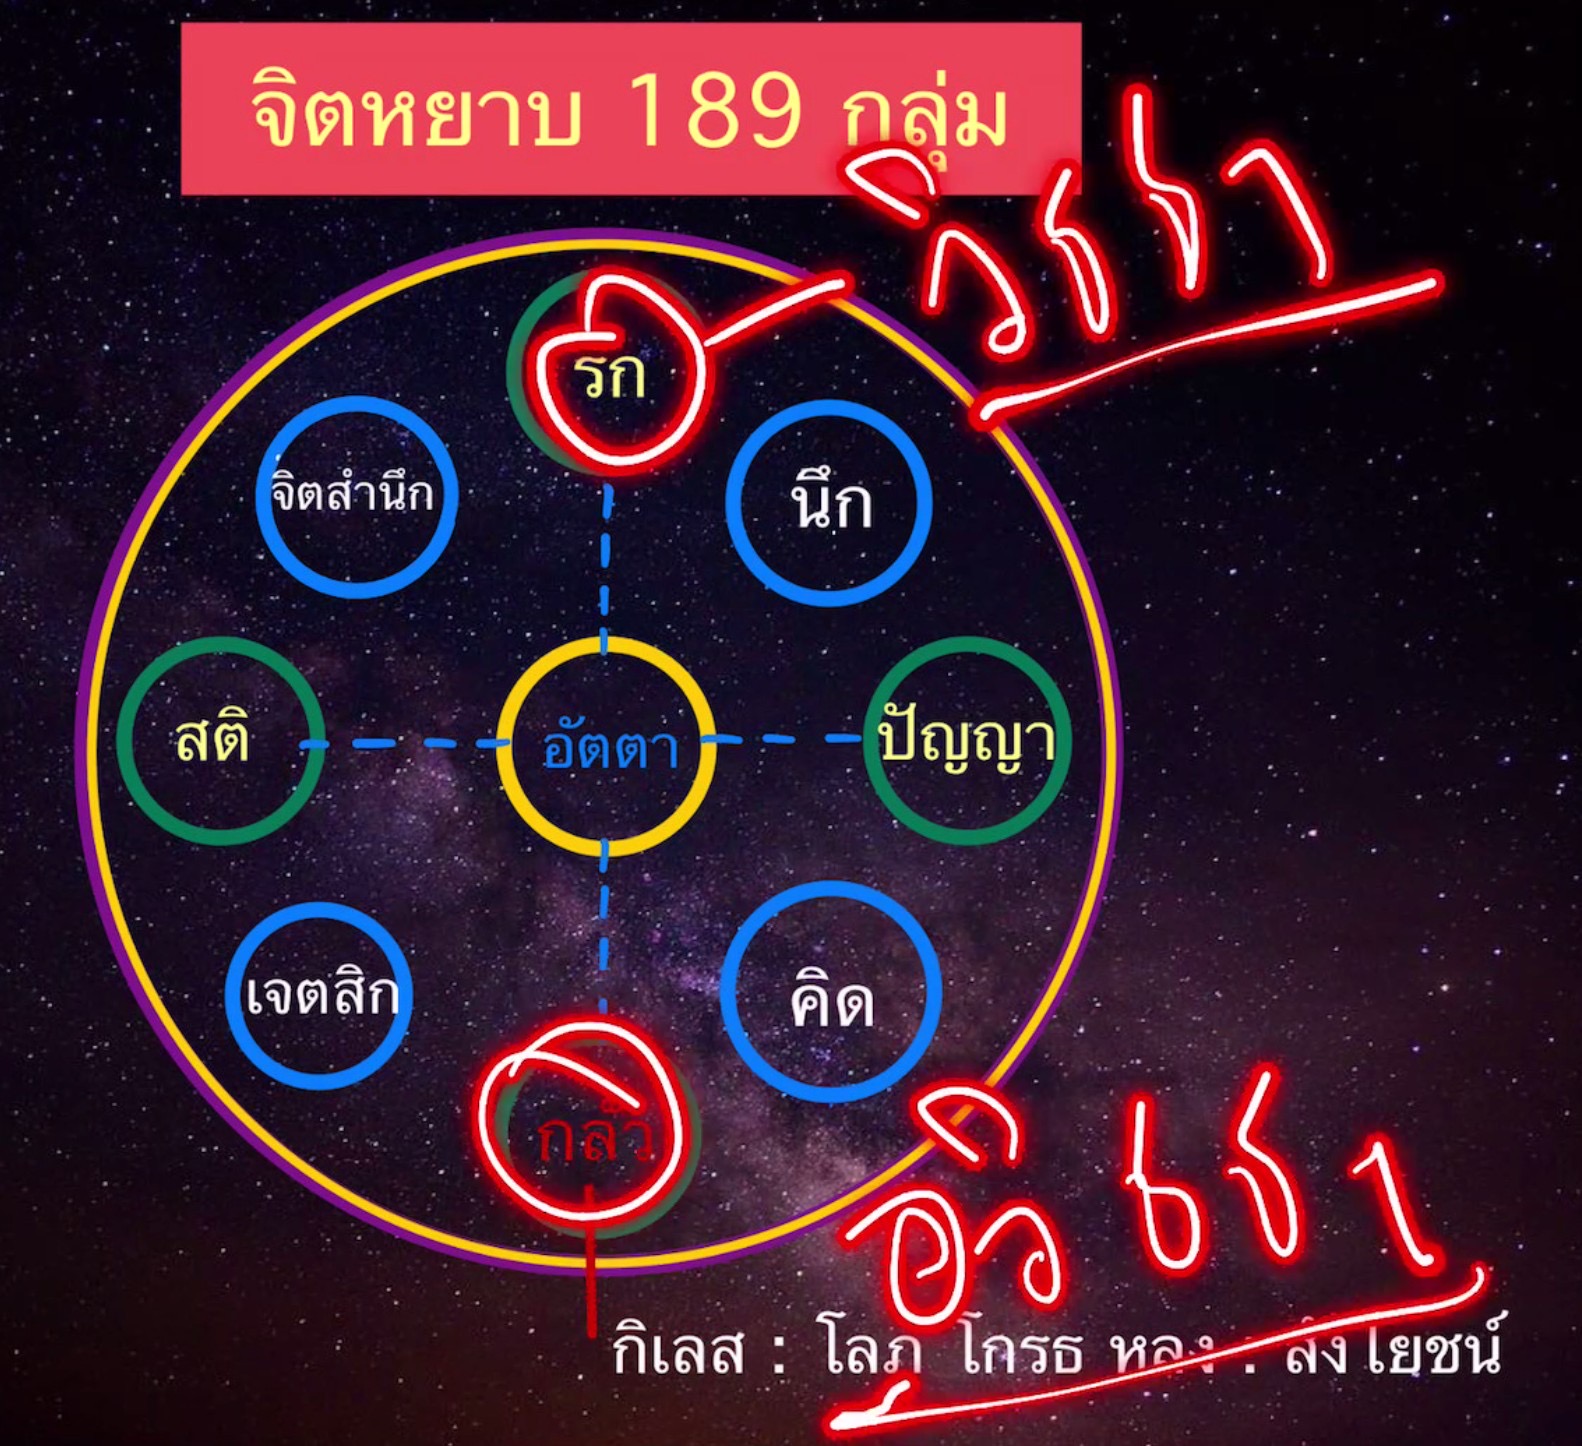 จิตหยาบ 189 กลุ่ม
วิชชา
รก
จิตสำนึก
นึก
สติ
อัตตา
ปัญญา
เจตสิก
คิด
กลัว
อวิชชา
กิเลส : โลภ โกรธ หลง : สังโยชน์